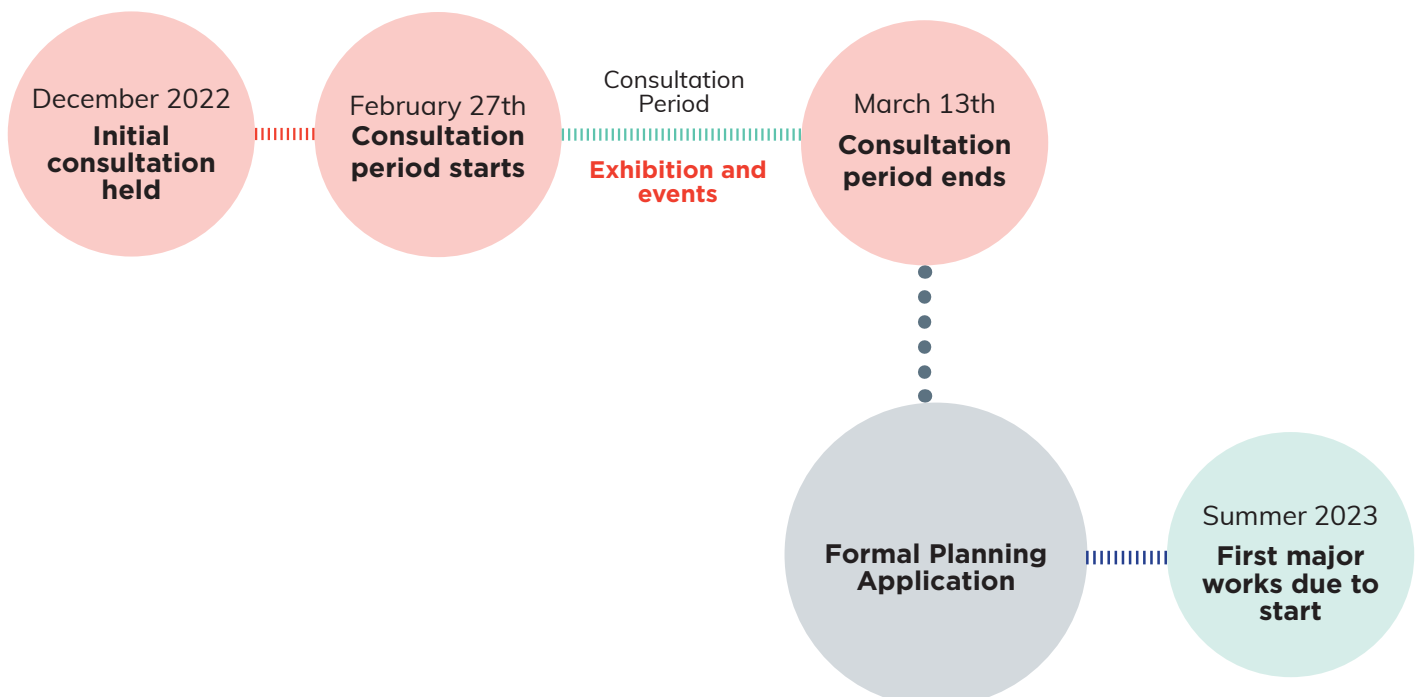 December 2022
Initial
consultation
held
February 27th
Consultation
period starts
Consultation
Period
Exhibition and
events
March 13th
Consultation
period ends
Formal Planning
Application
Summer 2023
First major
works due to
start